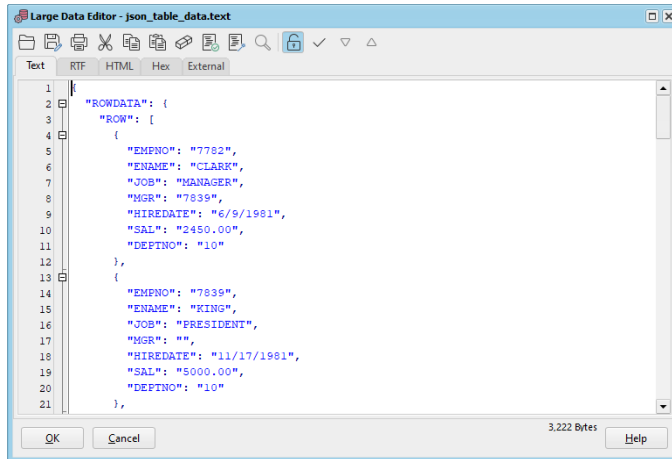 Large Data Editor - json_table_data.text
Text RTF HTML Hex External
1 {
2 "ROWDATA": {
3 "ROW": [
4 {
5 "EMPNO": "7782",
6 "ENAME": "CLARK",
7 "JOB": "MANAGER",
8 "MGR": "7839",
9 "HIREDATE": "6/9/1981",
10 "SAL": "2450.00",
11 "DEPTNO": "10"
12 },
13 {
14 "EMPNO": "7839",
15 "ENAME": "KING",
16 "JOB": "PRESIDENT",
17 "MGR": "",
18 "HIREDATE": "11/17/1981",
19 "SAL": "5000.00",
20 "DEPTNO": "10"
21 },
OK Cancel 3,222 Bytes Help